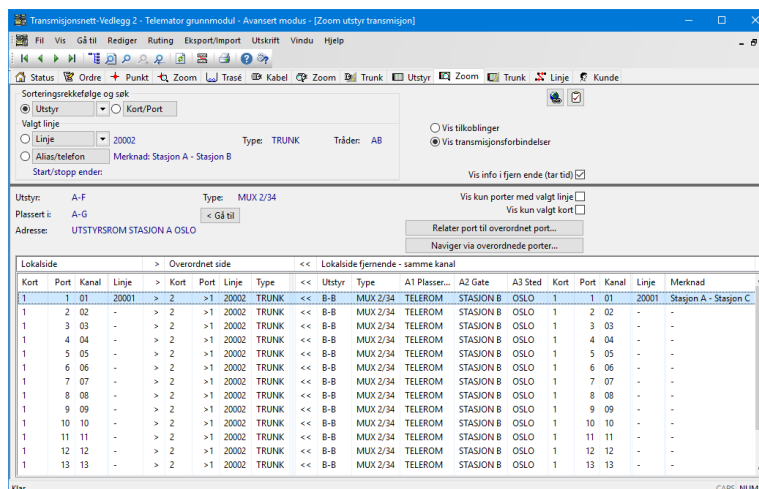 Transmisjonsnett-Vedlegg 2 - Telemator grunnmodul - Avansert modus - [Zoom utstyr transmisjon]
Fil Vis Gå til Rediger Ruting Eksport/Import Utskrift Vindu Hjelp
Status Ordre Punkt Zoom Trasé Kabel Zoom Trunk Utstyr Zoom Trunk Linje Kunde
Sorteringsrekkefølge og søk
Utstyr Kort/Port
Valgt linje
Linje 20002 Type: TRUNK Tråder: AB
Alias/telefon Merknad: Stasjon A - Stasjon B
Start/stopp ender:
Vis tilkoblinger
Vis transmisjonsforbindelser
Vis info i fjern ende (tar tid)
Utstyr: A-F Type: MUX 2/34
Plassert i: A-G < Gå til
Adresse: UTSTYRSROM STASJON A OSLO
Vis kun porter med valgt linje
Vis kun valgt kort
Relater port til overordnet port...
Naviger via overordnede porter...
Lokalside > Overordnet side << Lokalside fjernende - samme kanal
Kort Port Kanal Linje > Kort Port Linje Type << Utstyr Type A1 Plasser... A2 Gate A3 Sted Kort Port Kanal Linje Merknad
1 1 01 20001 > 2 >1 20002 TRUNK << B-B MUX 2/34 TELEROM STASJON B OSLO 1 1 01 20001 Stasjon A - Stasjon C
1 2 02 - > 2 >1 20002 TRUNK << B-B MUX 2/34 TELEROM STASJON B OSLO 1 2 02 - -
1 3 03 - > 2 >1 20002 TRUNK << B-B MUX 2/34 TELEROM STASJON B OSLO 1 3 03 - -
1 4 04 - > 2 >1 20002 TRUNK << B-B MUX 2/34 TELEROM STASJON B OSLO 1 4 04 - -
1 5 05 - > 2 >1 20002 TRUNK << B-B MUX 2/34 TELEROM STASJON B OSLO 1 5 05 - -
1 6 06 - > 2 >1 20002 TRUNK << B-B MUX 2/34 TELEROM STASJON B OSLO 1 6 06 - -
1 7 07 - > 2 >1 20002 TRUNK << B-B MUX 2/34 TELEROM STASJON B OSLO 1 7 07 - -
1 8 08 - > 2 >1 20002 TRUNK << B-B MUX 2/34 TELEROM STASJON B OSLO 1 8 08 - -
1 9 09 - > 2 >1 20002 TRUNK << B-B MUX 2/34 TELEROM STASJON B OSLO 1 9 09 - -
1 10 10 - > 2 >1 20002 TRUNK << B-B MUX 2/34 TELEROM STASJON B OSLO 1 10 10 - -
1 11 11 - > 2 >1 20002 TRUNK << B-B MUX 2/34 TELEROM STASJON B OSLO 1 11 11 - -
1 12 12 - > 2 >1 20002 TRUNK << B-B MUX 2/34 TELEROM STASJON B OSLO 1 12 12 - -
1 13 13 - > 2 >1 20002 TRUNK << B-B MUX 2/34 TELEROM STASJON B OSLO 1 13 13 - -
Klar CAPS NUM